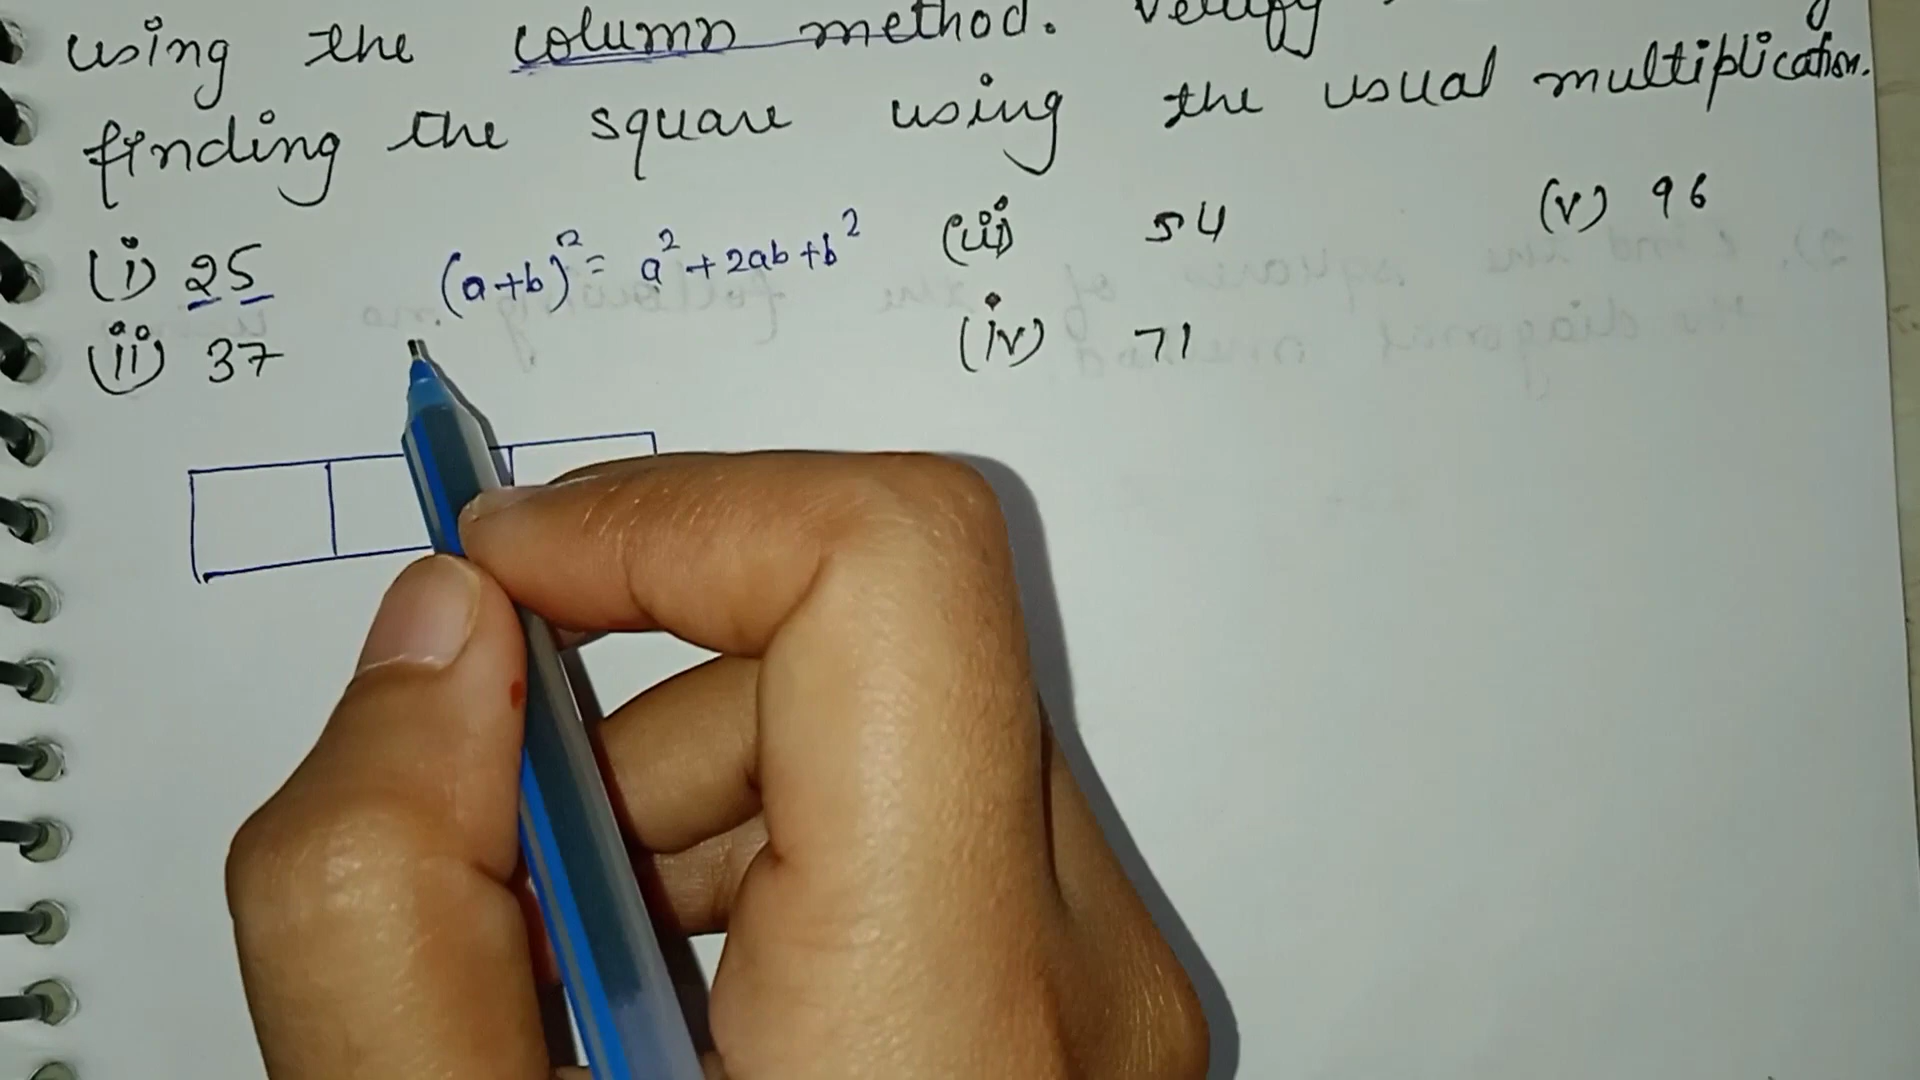 using the column method. Verify
finding the square using the usual multiplication.
(i) 25 (a+b)² = a² + 2ab + b² (iii) 54 (v) 96
(ii) 37 (iv) 71